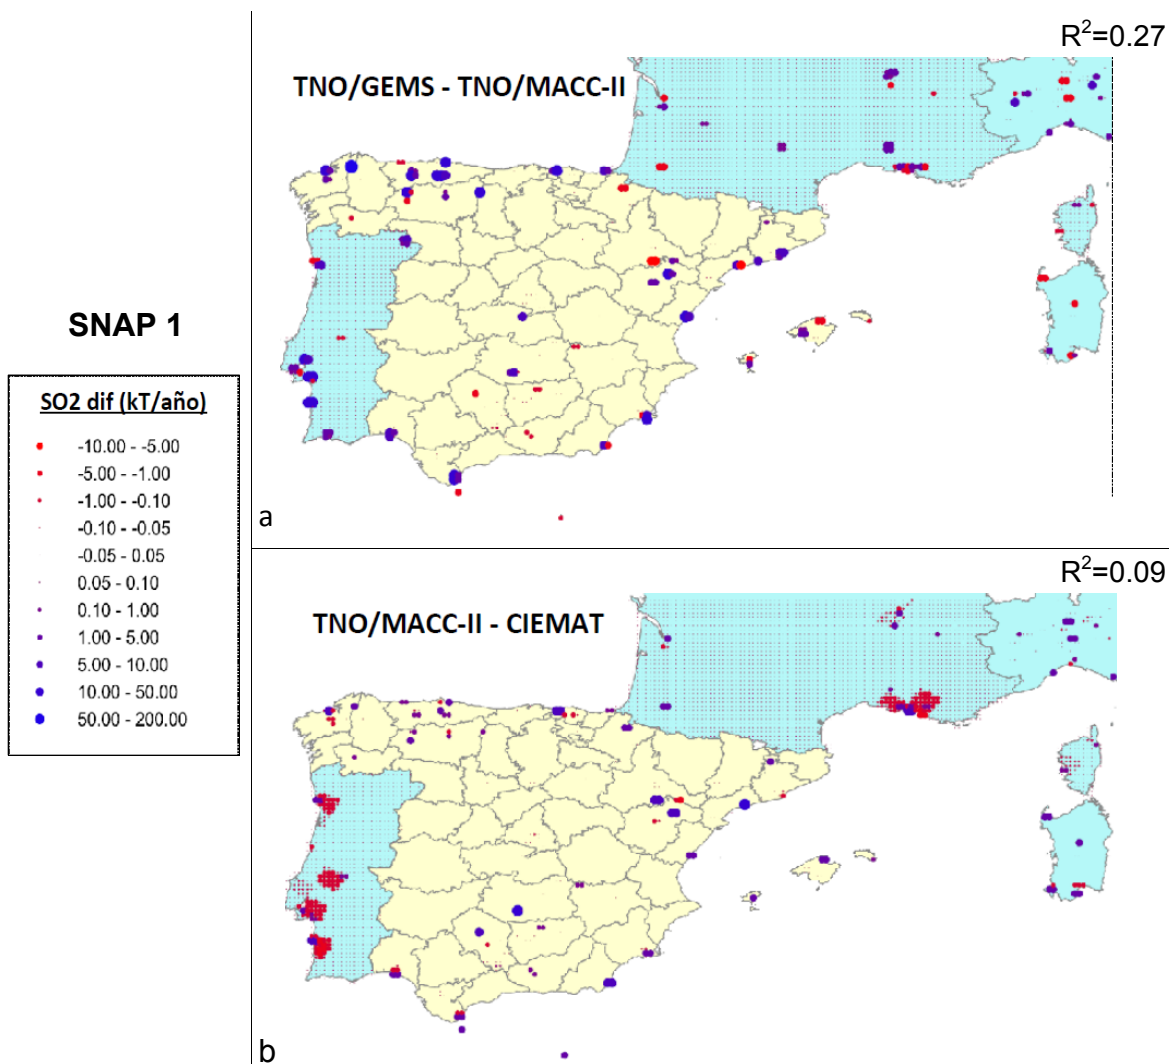 R²=0.27
TNO/GEMS - TNO/MACC-II
SNAP 1
SO2 dif (kT/año)
-10.00 - -5.00
-5.00 - -1.00
-1.00 - -0.10
-0.10 - -0.05
-0.05 - 0.05
0.05 - 0.10
0.10 - 1.00
1.00 - 5.00
5.00 - 10.00
10.00 - 50.00
50.00 - 200.00
a
R²=0.09
TNO/MACC-II - CIEMAT
b